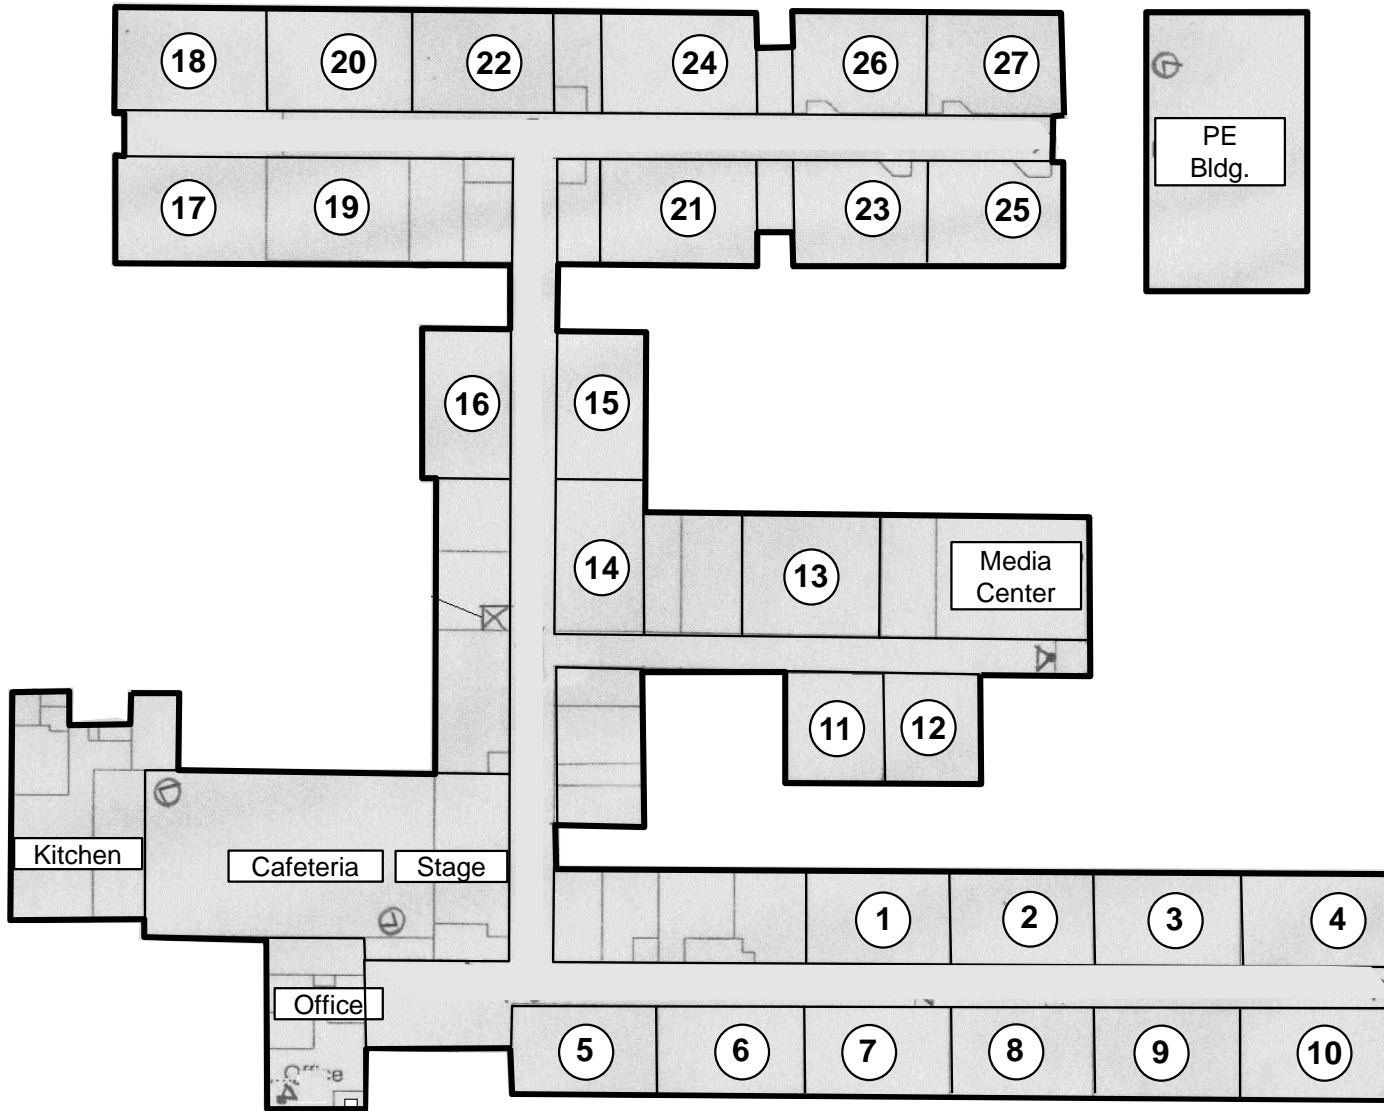 18 20 22 24 26 27
PE
Bldg.
17 19 21 23 25
16 15
14 13
Media
Center
11 12
Kitchen
Cafeteria
Stage
1 2 3 4
Office
5 6 7 8 9 10
Office